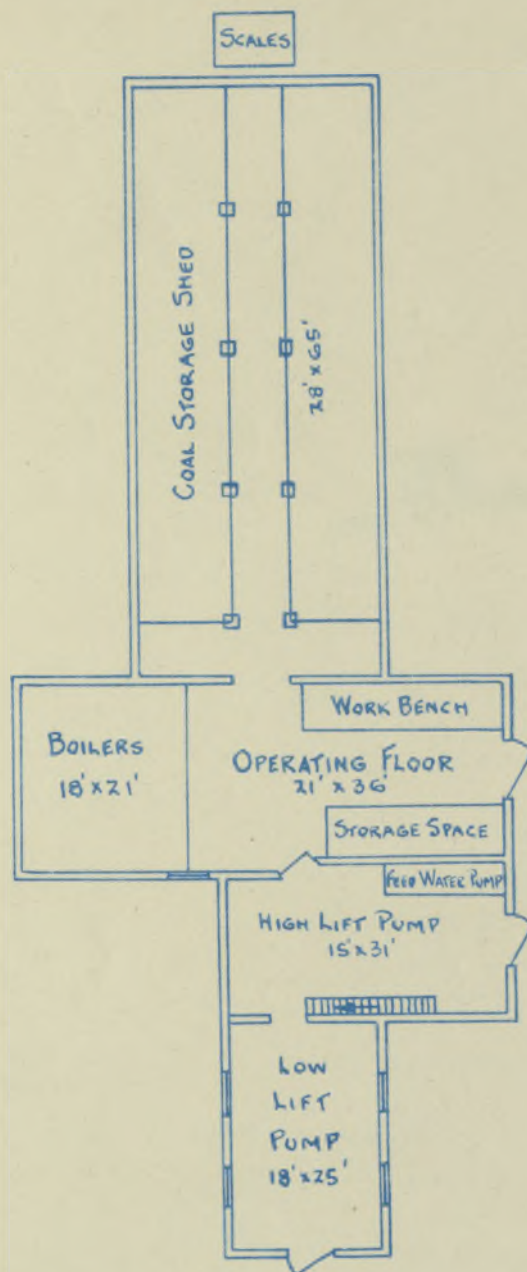 SCALES
COAL STORAGE SHED
28' x 65'
WORK BENCH
BOILERS
18' x 21'
OPERATING FLOOR
21' x 36'
STORAGE SPACE
FEED WATER PUMP
HIGH LIFT PUMP
15' x 31'
LOW
LIFT
PUMP
18' x 25'